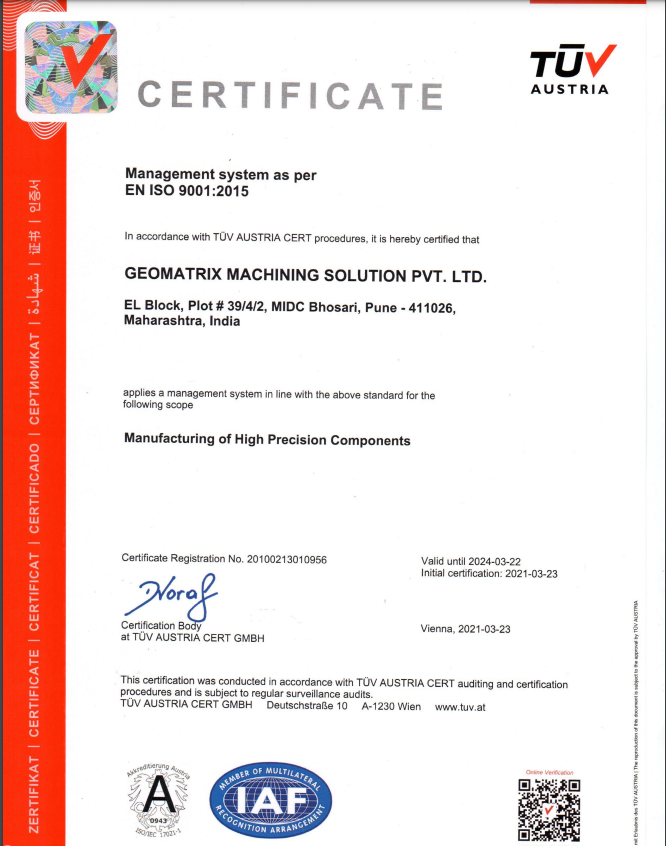 TÜV
AUSTRIA
CERTIFICATE
Management system as per
EN ISO 9001:2015
In accordance with TÜV AUSTRIA CERT procedures, it is hereby certified that
GEOMATRIX MACHINING SOLUTION PVT. LTD.
EL Block, Plot # 39/4/2, MIDC Bhosari, Pune - 411026,
Maharashtra, India
applies a management system in line with the above standard for the
following scope
Manufacturing of High Precision Components
Certificate Registration No. 20100213010956
Valid until 2024-03-22
Initial certification: 2021-03-23
Certification Body
at TÜV AUSTRIA CERT GMBH
Vienna, 2021-03-23
This certification was conducted in accordance with TÜV AUSTRIA CERT auditing and certification
procedures and is subject to regular surveillance audits.
TÜV AUSTRIA CERT GMBH Deutschstraße 10 A-1230 Wien www.tuv.at
Akkreditierung Austria
A
0943
ISO/IEC 17021-1
MEMBER OF MULTILATERAL
IAF
RECOGNITION ARRANGEMENT
Online Verification
ZERTIFIKAT | CERTIFICATE | CERTIFICAT | CERTIFICADO | СЕРТИФИКАТ | شهادة | 证书 | 인증서
TÜV AUSTRIA | The reproduction of this document is subject to the approval by TÜV AUSTRIA